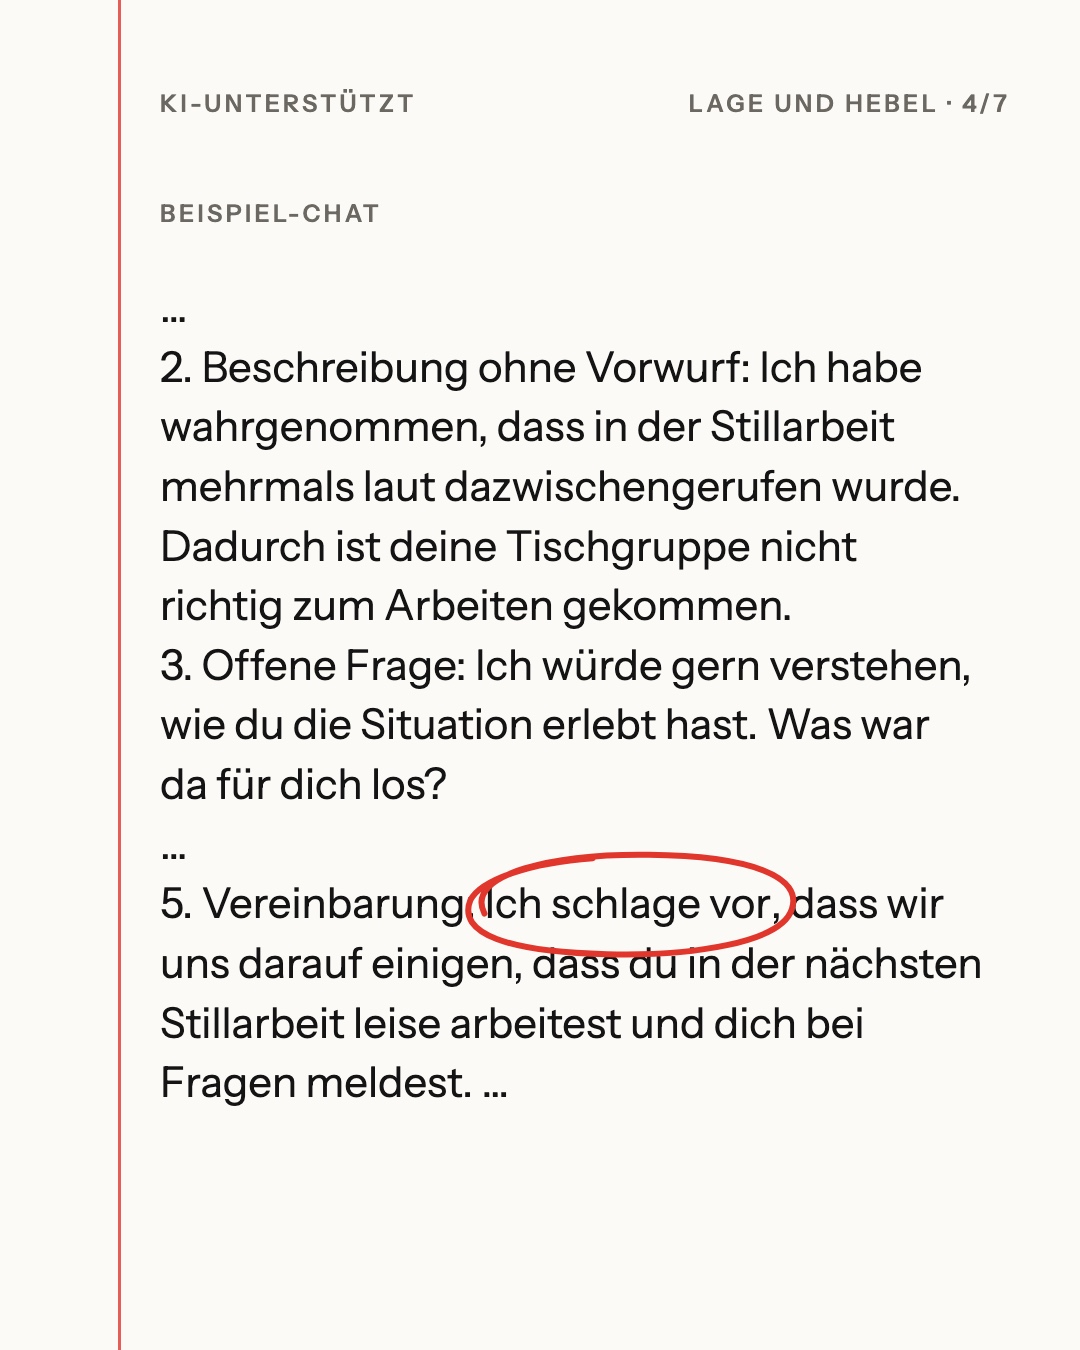 KI-UNTERSTÜTZT
LAGE UND HEBEL · 4/7
BEISPIEL-CHAT
...
2. Beschreibung ohne Vorwurf: Ich habe
wahrgenommen, dass in der Stillarbeit
mehrmals laut dazwischengerufen wurde.
Dadurch ist deine Tischgruppe nicht
richtig zum Arbeiten gekommen.
3. Offene Frage: Ich würde gern verstehen,
wie du die Situation erlebt hast. Was war
da für dich los?
...
5. Vereinbarung: Ich schlage vor, dass wir
uns darauf einigen, dass du in der nächsten
Stillarbeit leise arbeitest und dich bei
Fragen meldest. ...